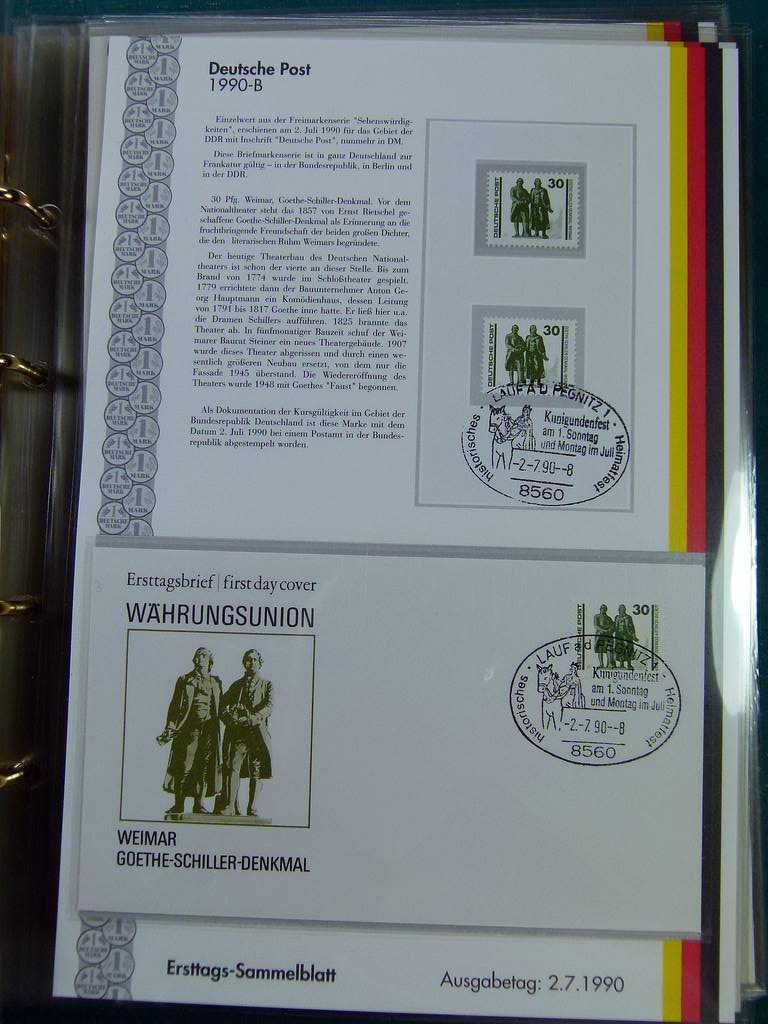 Deutsche Post
1990-B
Einzelwert aus der Freimarkenserie "Sehenswürdig-
keiten", erschienen am 2. Juli 1990 für das Gebiet der
DDR mit Inschrift "Deutsche Post", nunmehr in DM.
Diese Briefmarkenserie ist in ganz Deutschland zur
Frankatur gültig – in der Bundesrepublik, in Berlin und
in der DDR.
30 Pfg. Weimar, Goethe-Schiller-Denkmal. Vor dem
Nationaltheater steht das 1857 von Ernst Rietschel ge-
schaffene Goethe-Schiller-Denkmal als Erinnerung an die
fruchtbringende Freundschaft der beiden großen Dichter,
die den literarischen Ruhm Weimars begründete.
Der heutige Theaterbau des Deutschen National-
theaters ist schon der vierte an dieser Stelle. Bis zum
Brand von 1774 wurde im Schloßtheater gespielt.
1779 errichtete dann der Bauunternehmer Anton Ge-
org Hauptmann ein Komödienhaus, dessen Leitung
von 1791 bis 1817 Goethe inne hatte. Er ließ hier u.a.
die Dramen Schillers aufführen. 1825 brannte das
Theater ab. In fünfmonatiger Bauzeit schuf der Wei-
marer Baurat Steiner ein neues Theatergebäude. 1907
wurde dieses Theater abgerissen und durch einen we-
sentlich größeren Neubau ersetzt, von dem nur die
Fassade 1945 überstand. Die Wiedereröffnung des
Theaters wurde 1948 mit Goethes "Faust" begonnen.
Als Dokumentation der Kursgültigkeit im Gebiet der
Bundesrepublik Deutschland ist diese Marke mit dem
Datum 2. Juli 1990 bei einem Postamt in der Bundes-
republik abgestempelt worden.
DEUTSCHE POST
30
DEUTSCHE POST
30
LAUF A D PEGNITZ 1
historisches
Heimatfest
Kunigundenfest
am 1. Sonntag
und Montag im Juli
-2.-7.90--8
8560
Ersttagsbrief | first day cover
WÄHRUNGSUNION
WEIMAR
GOETHE-SCHILLER-DENKMAL
DEUTSCHE POST
30
LAUF a d PEGNITZ
historisches
Heimatfest
Kunigundenfest
am 1. Sonntag
und Montag im Juli
-2.-7.90--8
8560
Ersttags-Sammelblatt
Ausgabetag: 2.7.1990